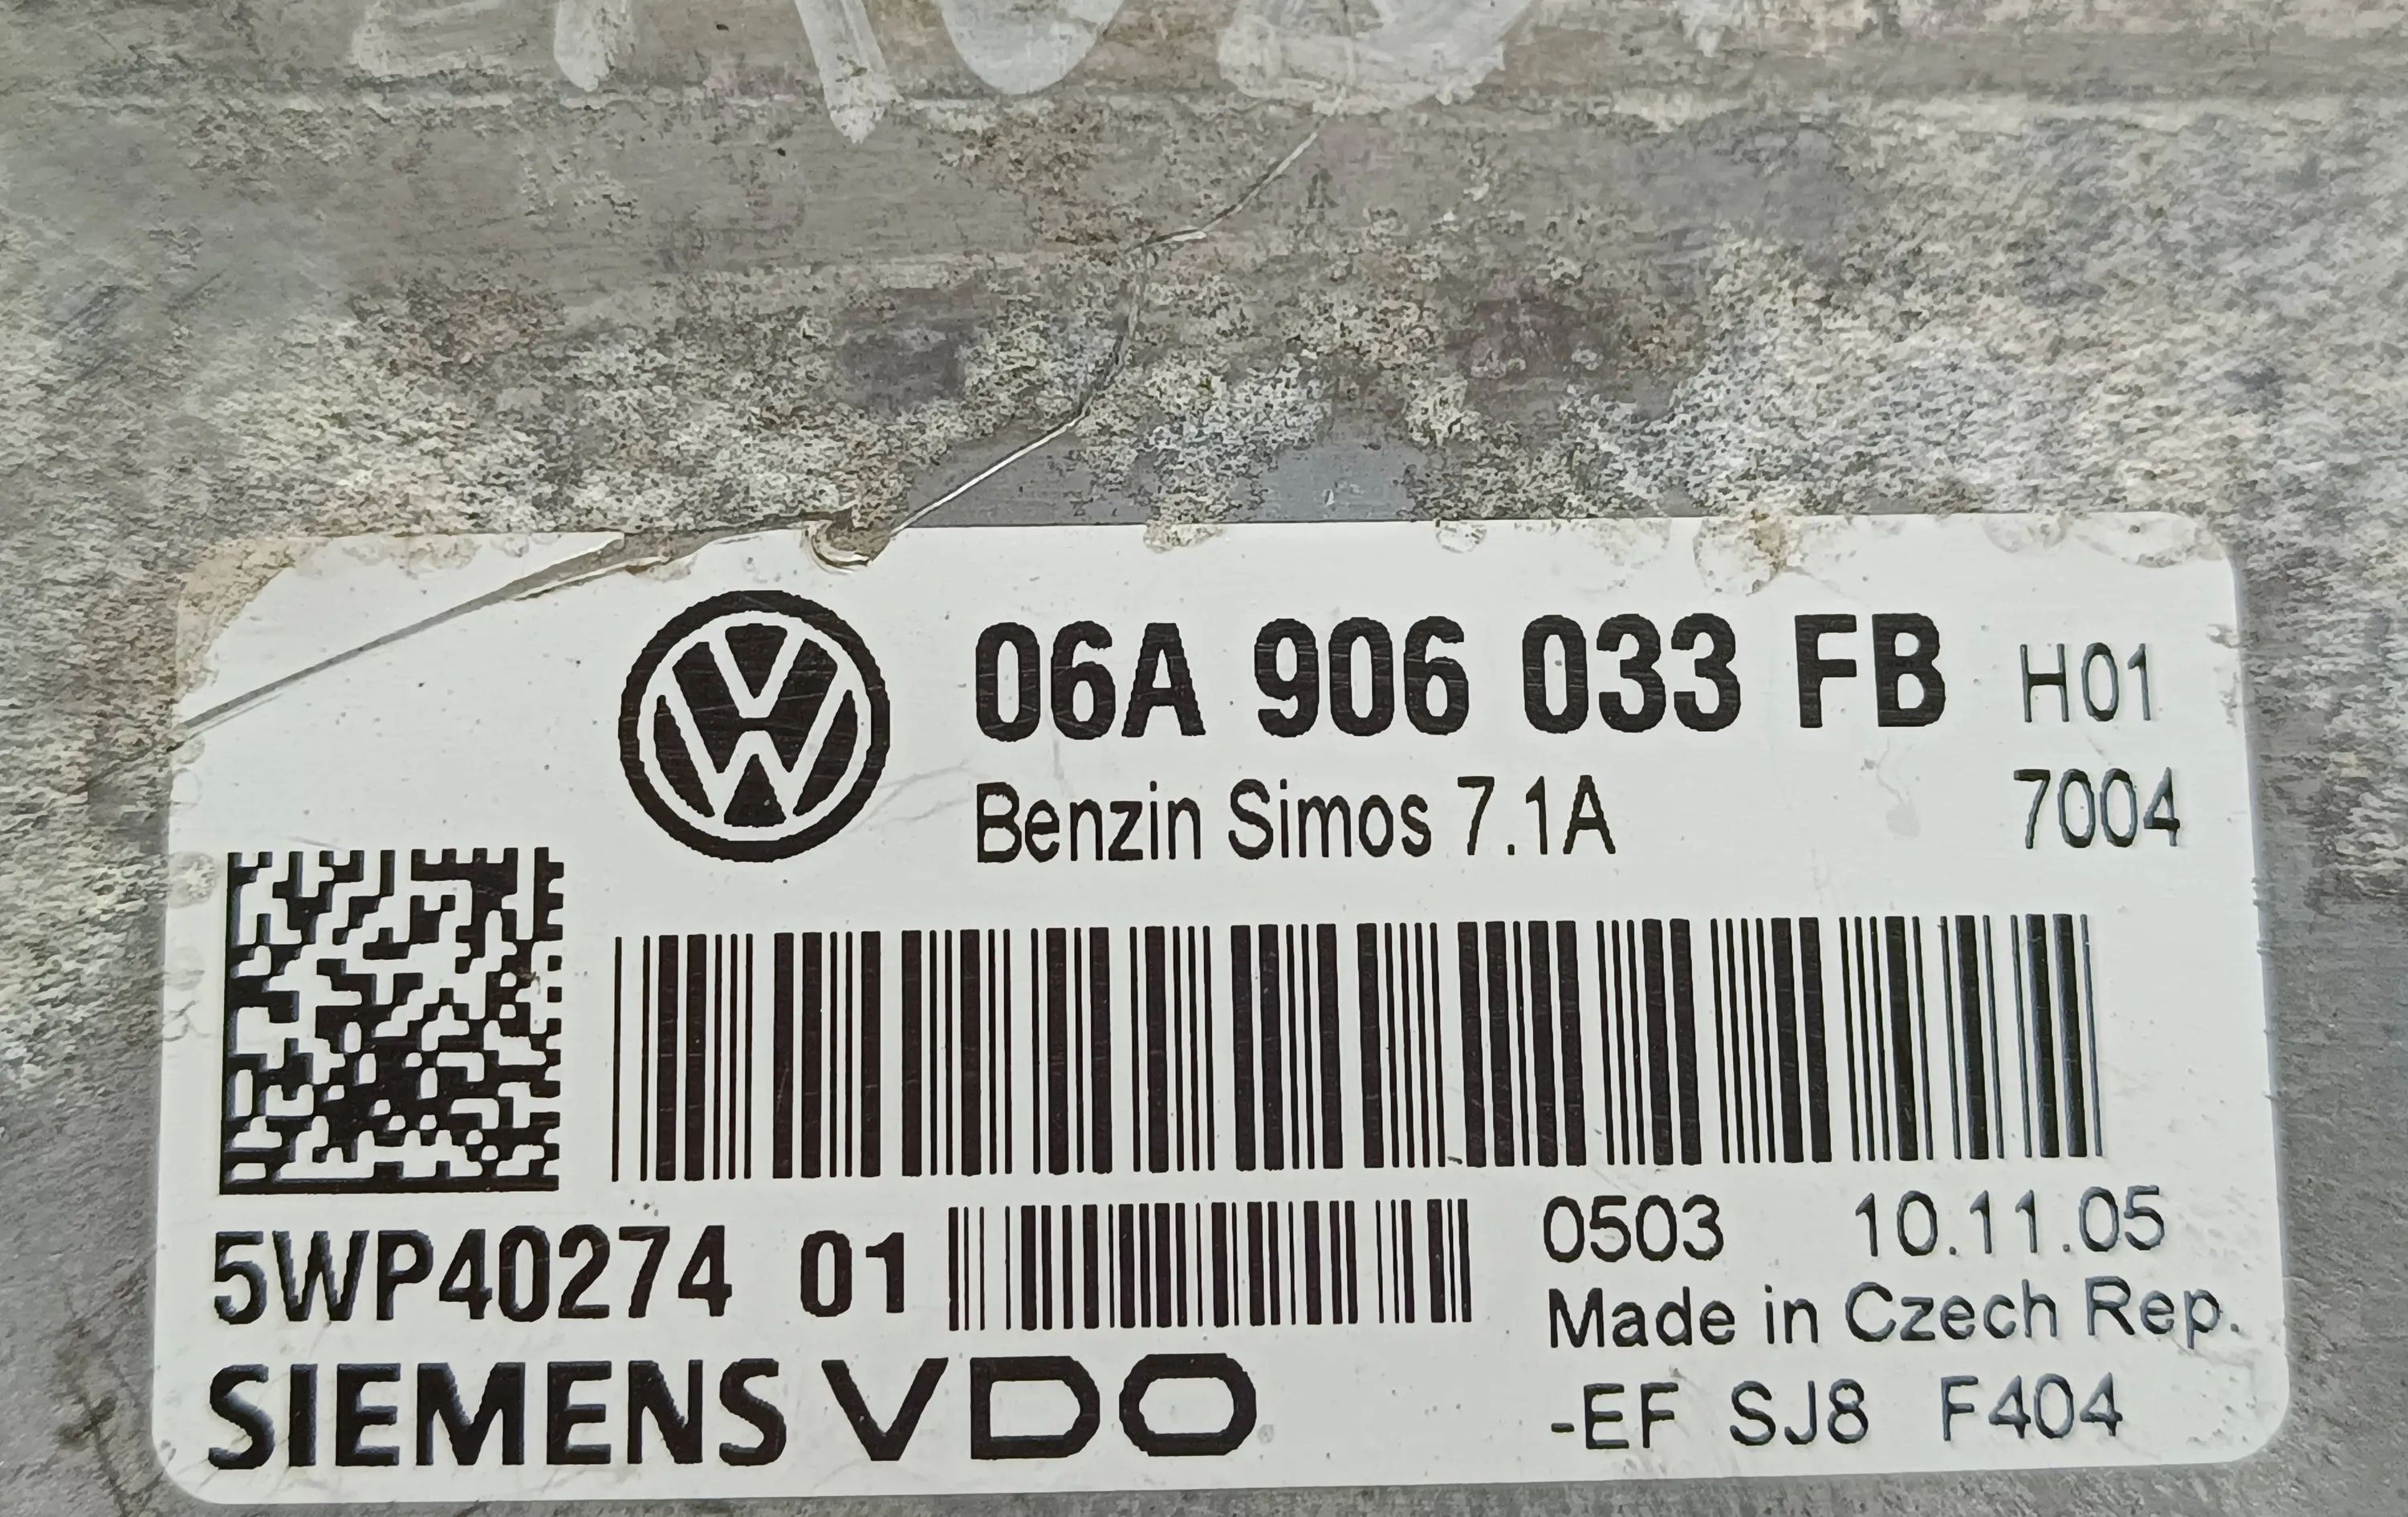 06A 906 033 FB H01
Benzin Simos 7.1A 7004
5WP40274 01
0503 10.11.05
Made in Czech Rep.
SIEMENS VDO
-EF SJ8 F404